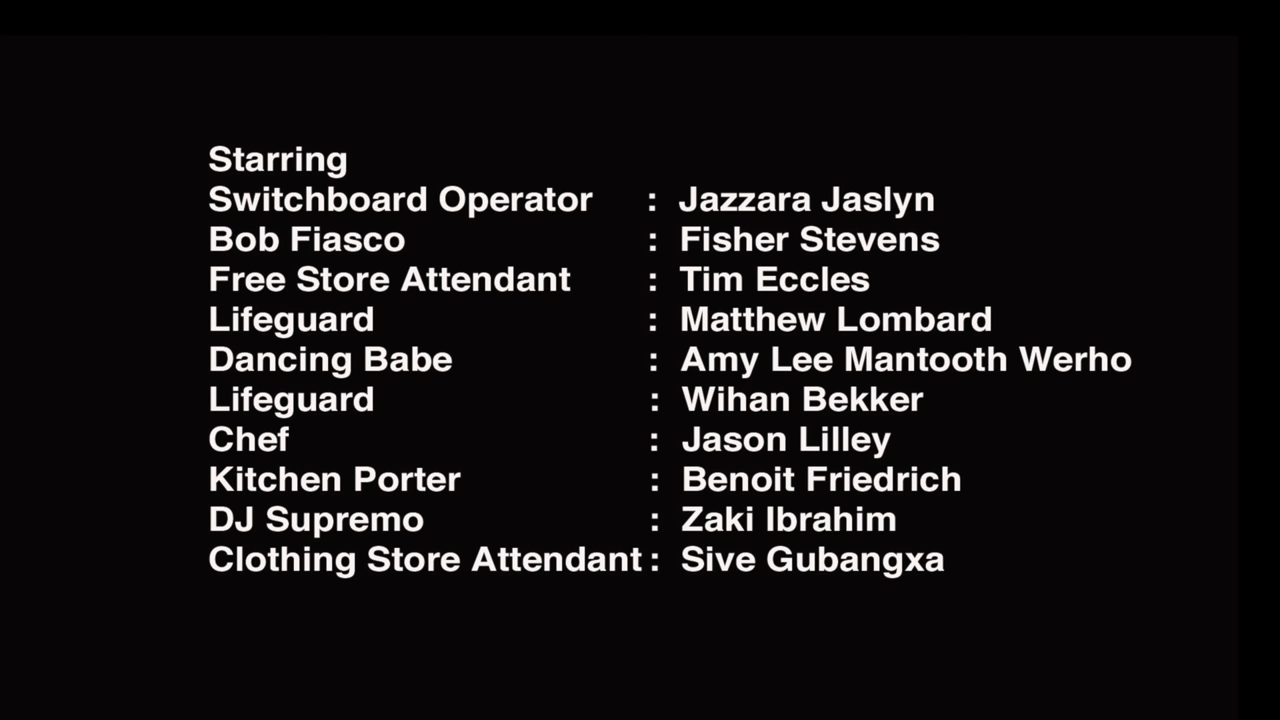 Starring
Switchboard Operator : Jazzara Jaslyn
Bob Fiasco : Fisher Stevens
Free Store Attendant : Tim Eccles
Lifeguard : Matthew Lombard
Dancing Babe : Amy Lee Mantooth Werho
Lifeguard : Wihan Bekker
Chef : Jason Lilley
Kitchen Porter : Benoit Friedrich
DJ Supremo : Zaki Ibrahim
Clothing Store Attendant : Sive Gubangxa